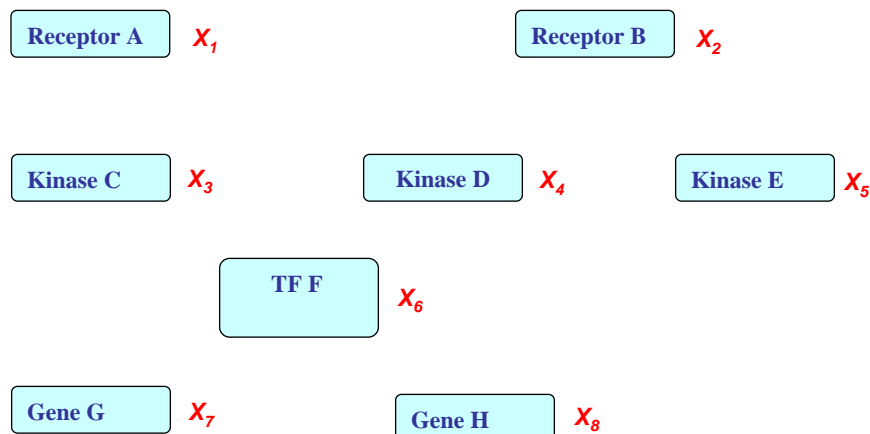 Receptor A X₁ Receptor B X₂
Kinase C X₃ Kinase D X₄ Kinase E X₅
TF F X₆
Gene G X₇ Gene H X₈